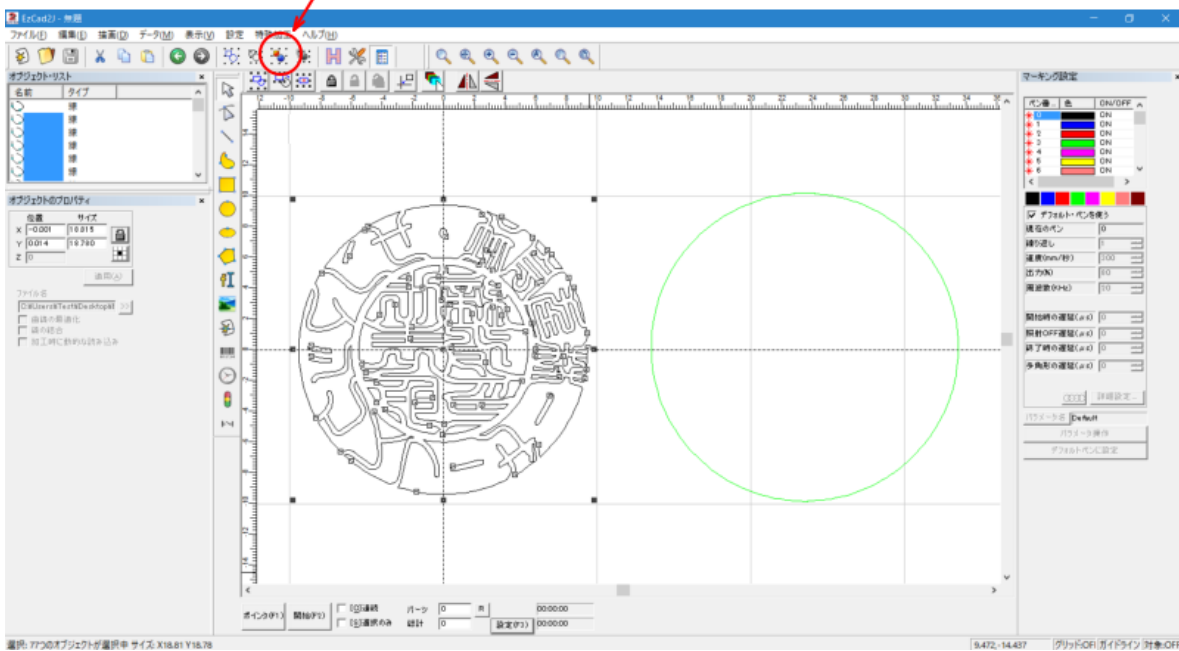 EzCad2J - 無題
ファイル(F) 編集(E) 描画(D) データ(M) 表示(V) 設定 ヘルプ(H)
オブジェクト・リスト
名前 タイプ
線
線
線
線
線
線
オブジェクトのプロパティ
位置 サイズ
X -0.001 18.815
Y 0.014 18.780
Z 0
適用(A)
ファイル名
曲線の最適化
線の結合
加工時に動的な読み込み
マーキング設定
ペン番.. 色 ON/OFF
0 ON
1 ON
2 ON
3 ON
4 ON
5 ON
6 ON
デフォルト・ペンを使う
現在のペン 0
繰り返し 1
速度(mm/秒) 200
出力(%) 80
周波数(KHz) 20
開始時の遅延(μs) 0
照射OFF遅延(μs) 0
終了時の遅延(μs) 0
多角形の遅延(μs) 0
詳細設定...
パラメータ名 Default
パラメータ操作
デフォルトペンに設定
ポインタ(F1) 開始(F2) [C]連続 パーツ 0 R 00:00:00
[S]選択のみ 総計 0 設定(F3) 00:00:00
選択: 77つのオブジェクトが選択中 サイズ: X18.81 Y18.78
9.472,-14.437 グリッド:OFF ガイドライン 対象:OFF